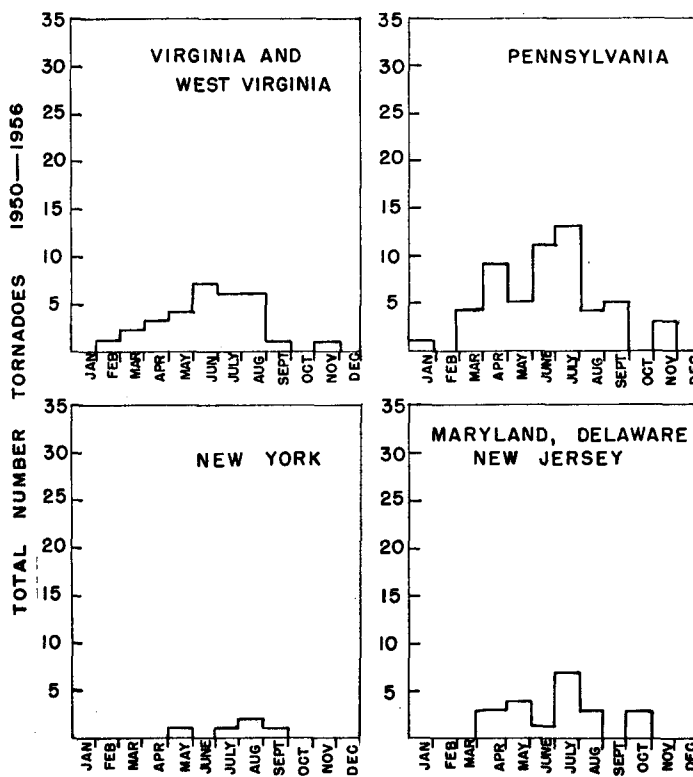 TOTAL NUMBER TORNADOES 1950—1956
VIRGINIA AND
WEST VIRGINIA
35
30
25
20
15
10
5
JAN
FEB
MAR
APR
MAY
JUN
JULY
AUG
SEPT
OCT
NOV
DEC
PENNSYLVANIA
35
30
25
20
15
10
5
JAN
FEB
MAR
APR
MAY
JUNE
JULY
AUG
SEPT
OCT
NOV
DEC
NEW YORK
35
30
25
20
15
10
5
JAN
FEB
MAR
APR
MAY
JUNE
JULY
AUG
SEPT
OCT
NOV
DEC
MARYLAND, DELAWARE
NEW JERSEY
35
30
25
20
15
10
5
JAN
FEB
MAR
APR
MAY
JUNE
JULY
AUG
SEPT
OCT
NOV
DEC